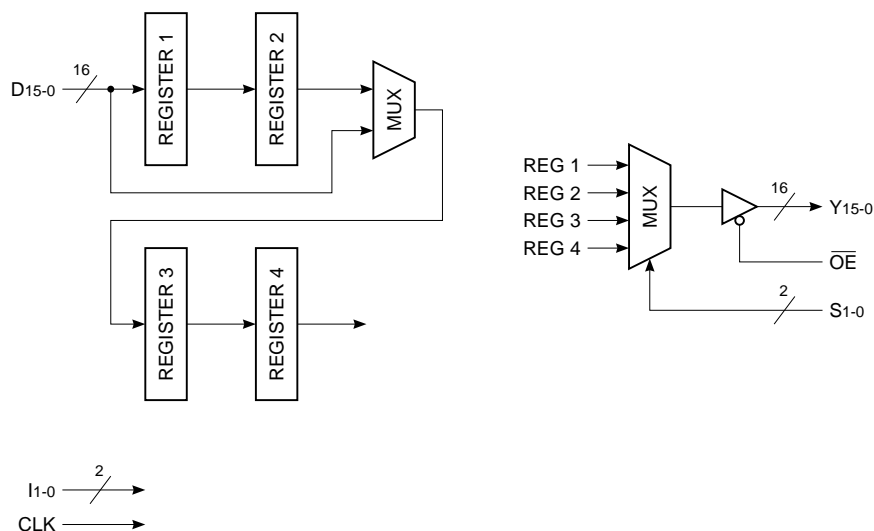 REGISTER 1
REGISTER 2
16
D15-0
MUX
REG 1
REG 2
REG 3
REG 4
MUX
16
Y15-0
OE
2
S1-0
REGISTER 3
REGISTER 4
2
I1-0
CLK